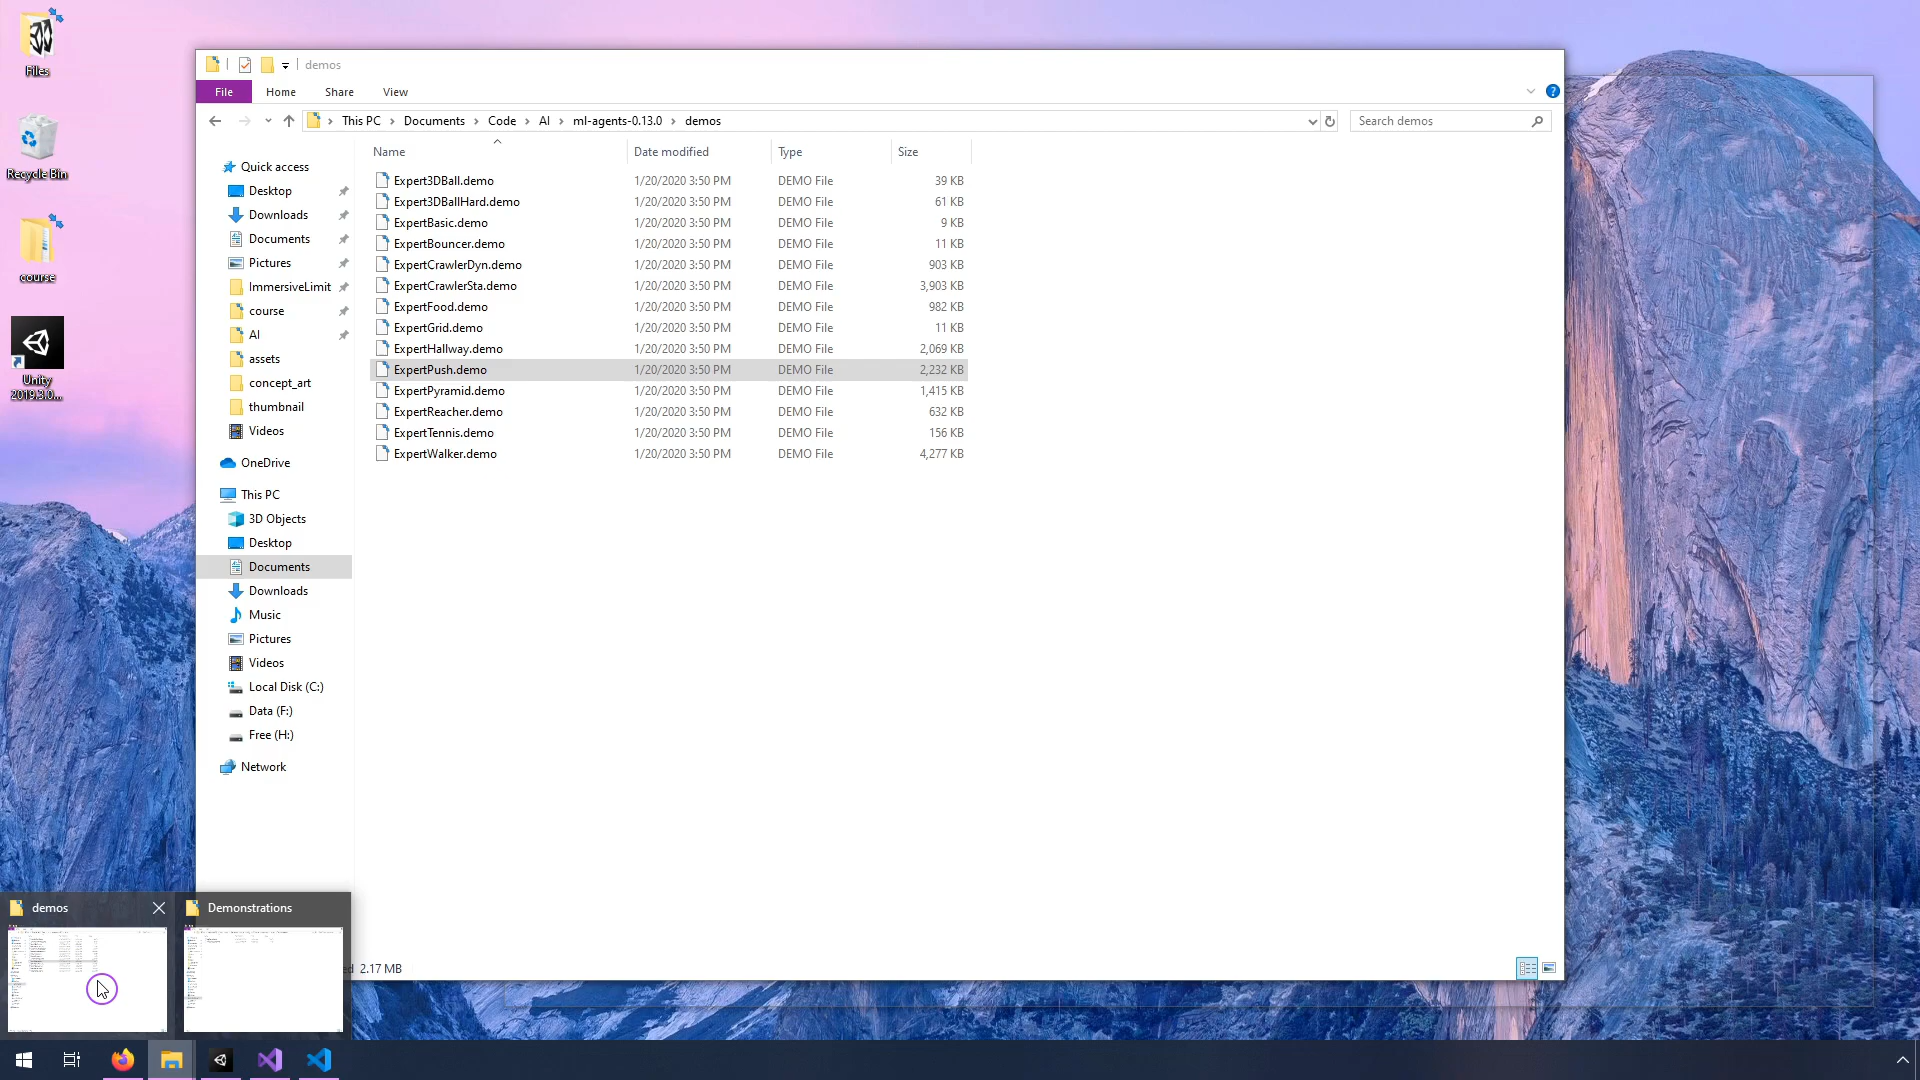 Files
Recycle Bin
course
Unity
2019.3.0...
demos
File
Home
Share
View
This PC
Documents
Code
AI
ml-agents-0.13.0
demos
Search demos
Name
Date modified
Type
Size
Expert3DBall.demo 1/20/2020 3:50 PM DEMO File 39 KB
Expert3DBallHard.demo 1/20/2020 3:50 PM DEMO File 61 KB
ExpertBasic.demo 1/20/2020 3:50 PM DEMO File 9 KB
ExpertBouncer.demo 1/20/2020 3:50 PM DEMO File 11 KB
ExpertCrawlerDyn.demo 1/20/2020 3:50 PM DEMO File 903 KB
ExpertCrawlerSta.demo 1/20/2020 3:50 PM DEMO File 3,903 KB
ExpertFood.demo 1/20/2020 3:50 PM DEMO File 982 KB
ExpertGrid.demo 1/20/2020 3:50 PM DEMO File 11 KB
ExpertHallway.demo 1/20/2020 3:50 PM DEMO File 2,069 KB
ExpertPush.demo 1/20/2020 3:50 PM DEMO File 2,232 KB
ExpertPyramid.demo 1/20/2020 3:50 PM DEMO File 1,415 KB
ExpertReacher.demo 1/20/2020 3:50 PM DEMO File 632 KB
ExpertTennis.demo 1/20/2020 3:50 PM DEMO File 156 KB
ExpertWalker.demo 1/20/2020 3:50 PM DEMO File 4,277 KB
Quick access
Desktop
Downloads
Documents
Pictures
ImmersiveLimit
course
AI
assets
concept_art
thumbnail
Videos
OneDrive
This PC
3D Objects
Desktop
Documents
Downloads
Music
Pictures
Videos
Local Disk (C:)
Data (F:)
Free (H:)
Network
demos
Demonstrations
2.17 MB